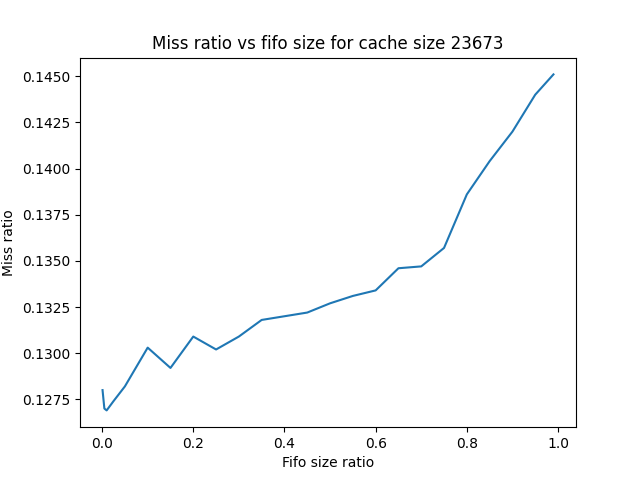 Miss ratio vs fifo size for cache size 23673
0.1450
0.1425
0.1400
0.1375
0.1350
0.1325
0.1300
0.1275
Miss ratio
0.0 0.2 0.4 0.6 0.8 1.0
Fifo size ratio